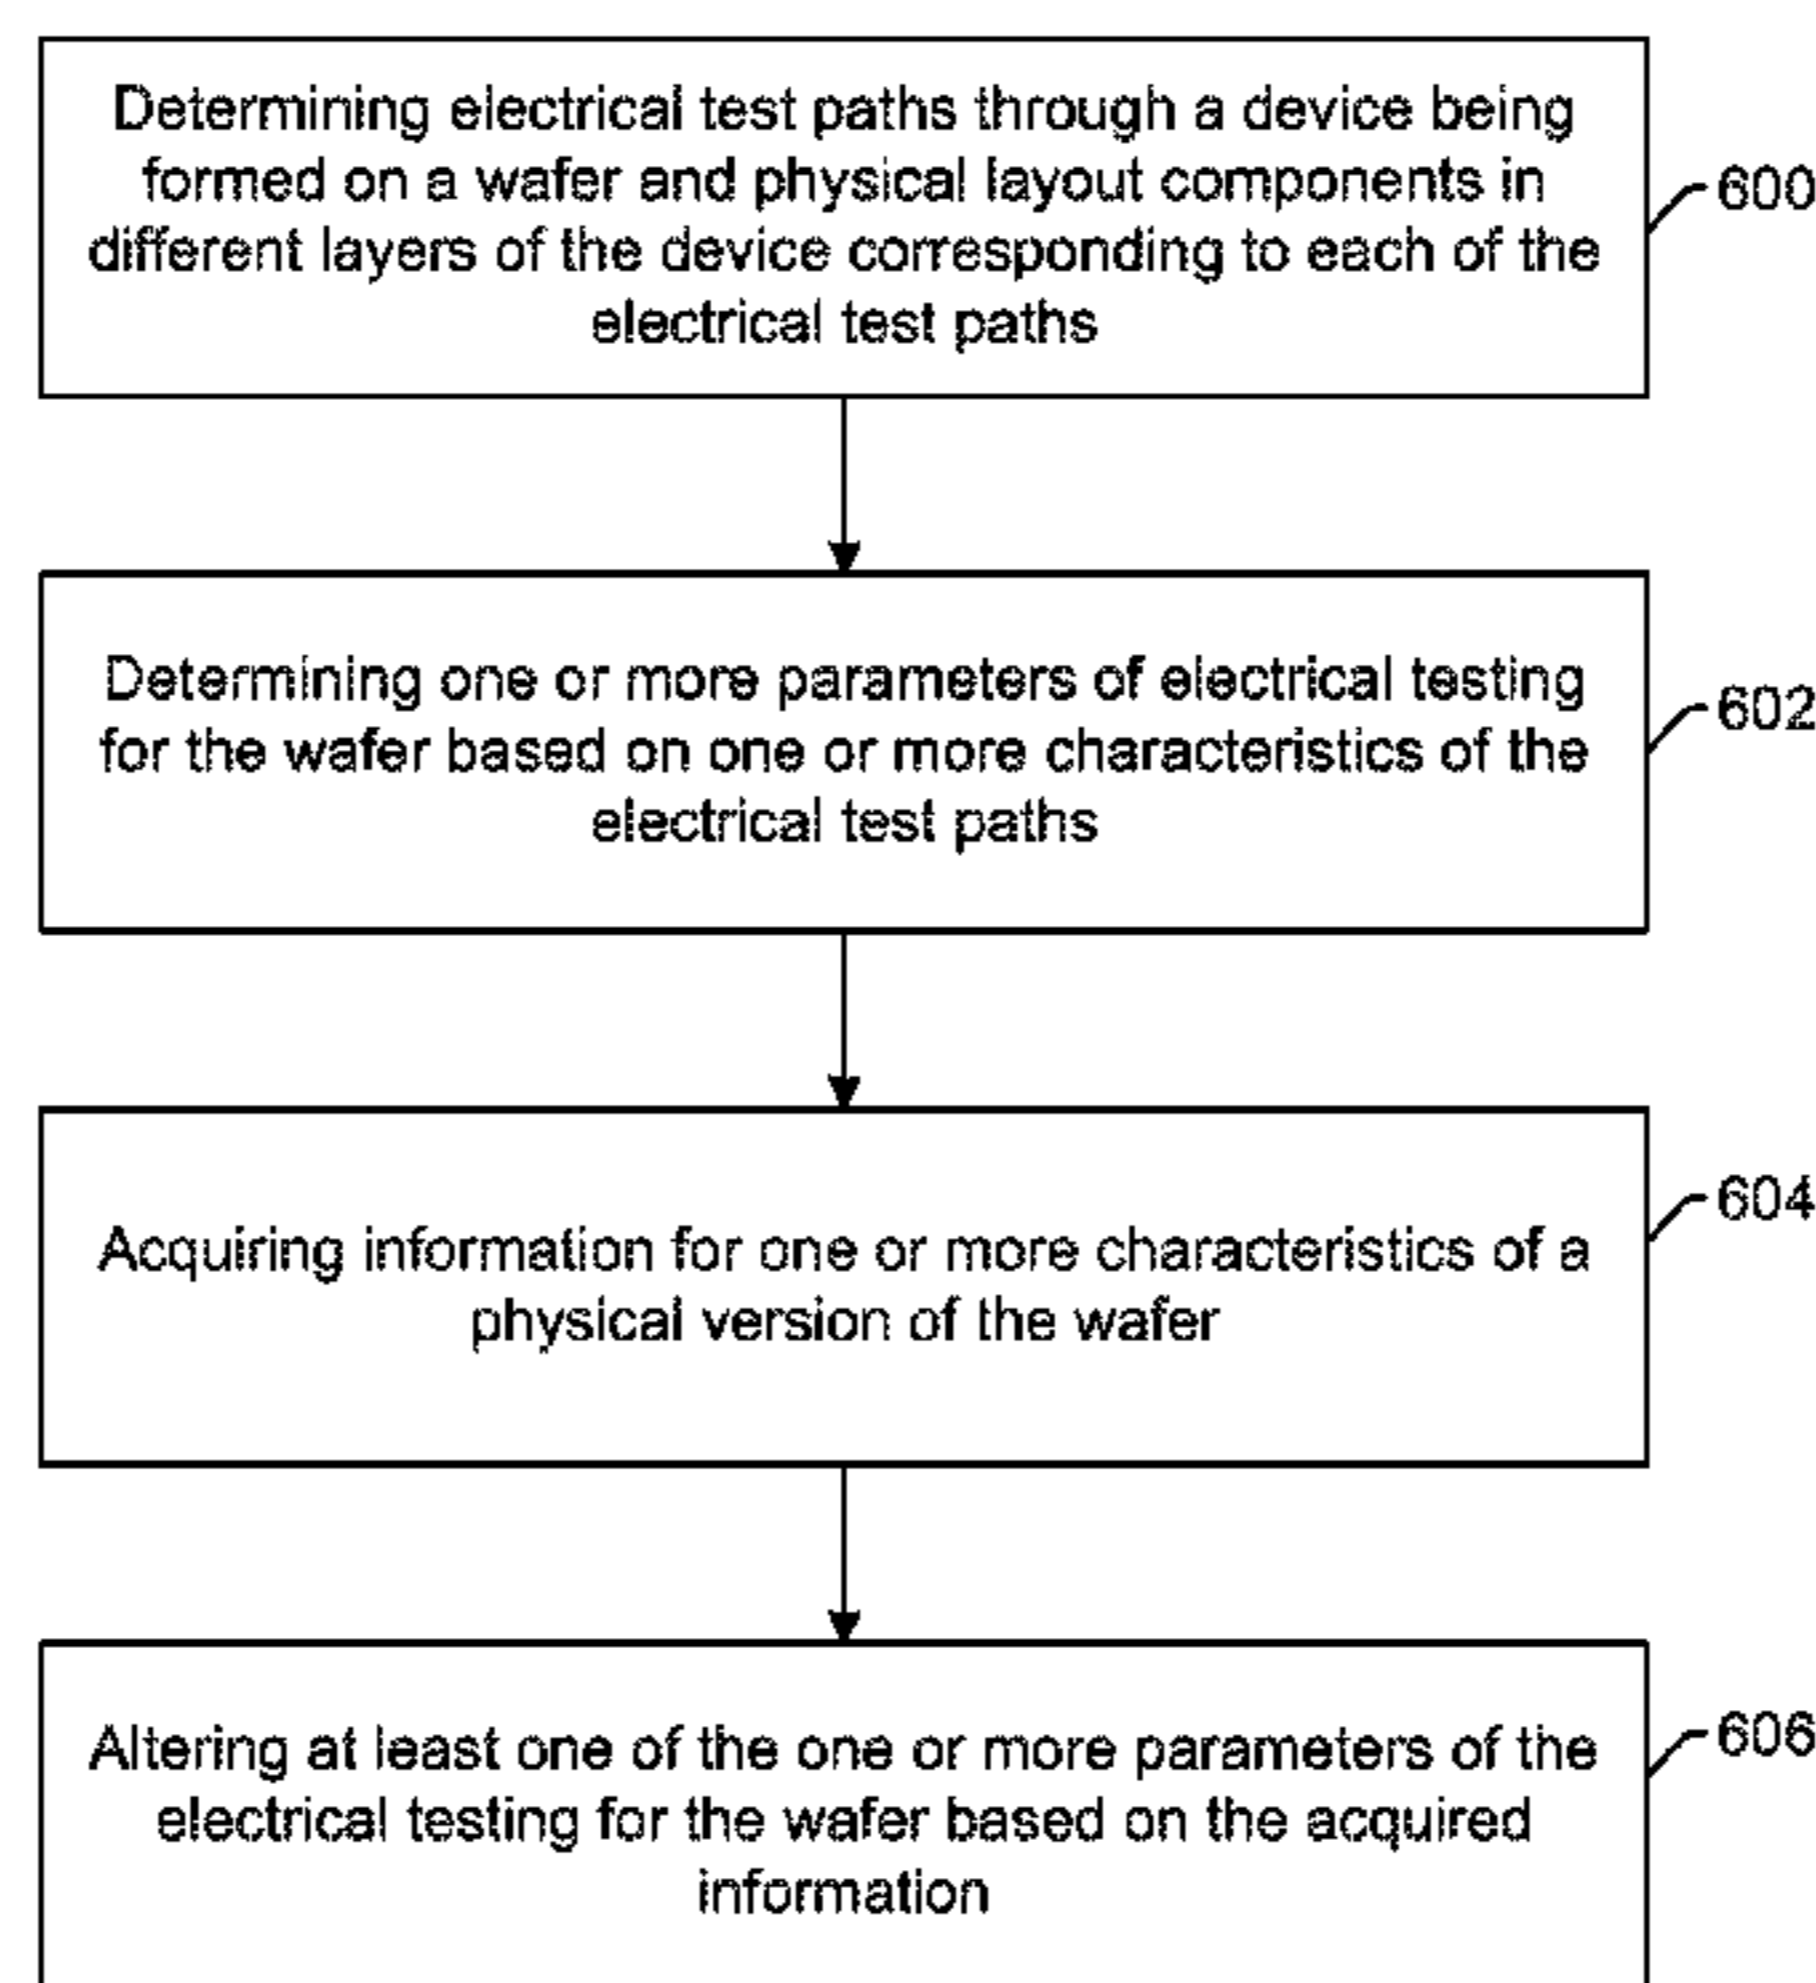 Determining electrical test paths through a device being
formed on a wafer and physical layout components in
different layers of the device corresponding to each of the
electrical test paths
600
Determining one or more parameters of electrical testing
for the wafer based on one or more characteristics of the
electrical test paths
602
Acquiring information for one or more characteristics of a
physical version of the wafer
604
Altering at least one of the one or more parameters of the
electrical testing for the wafer based on the acquired
information
606